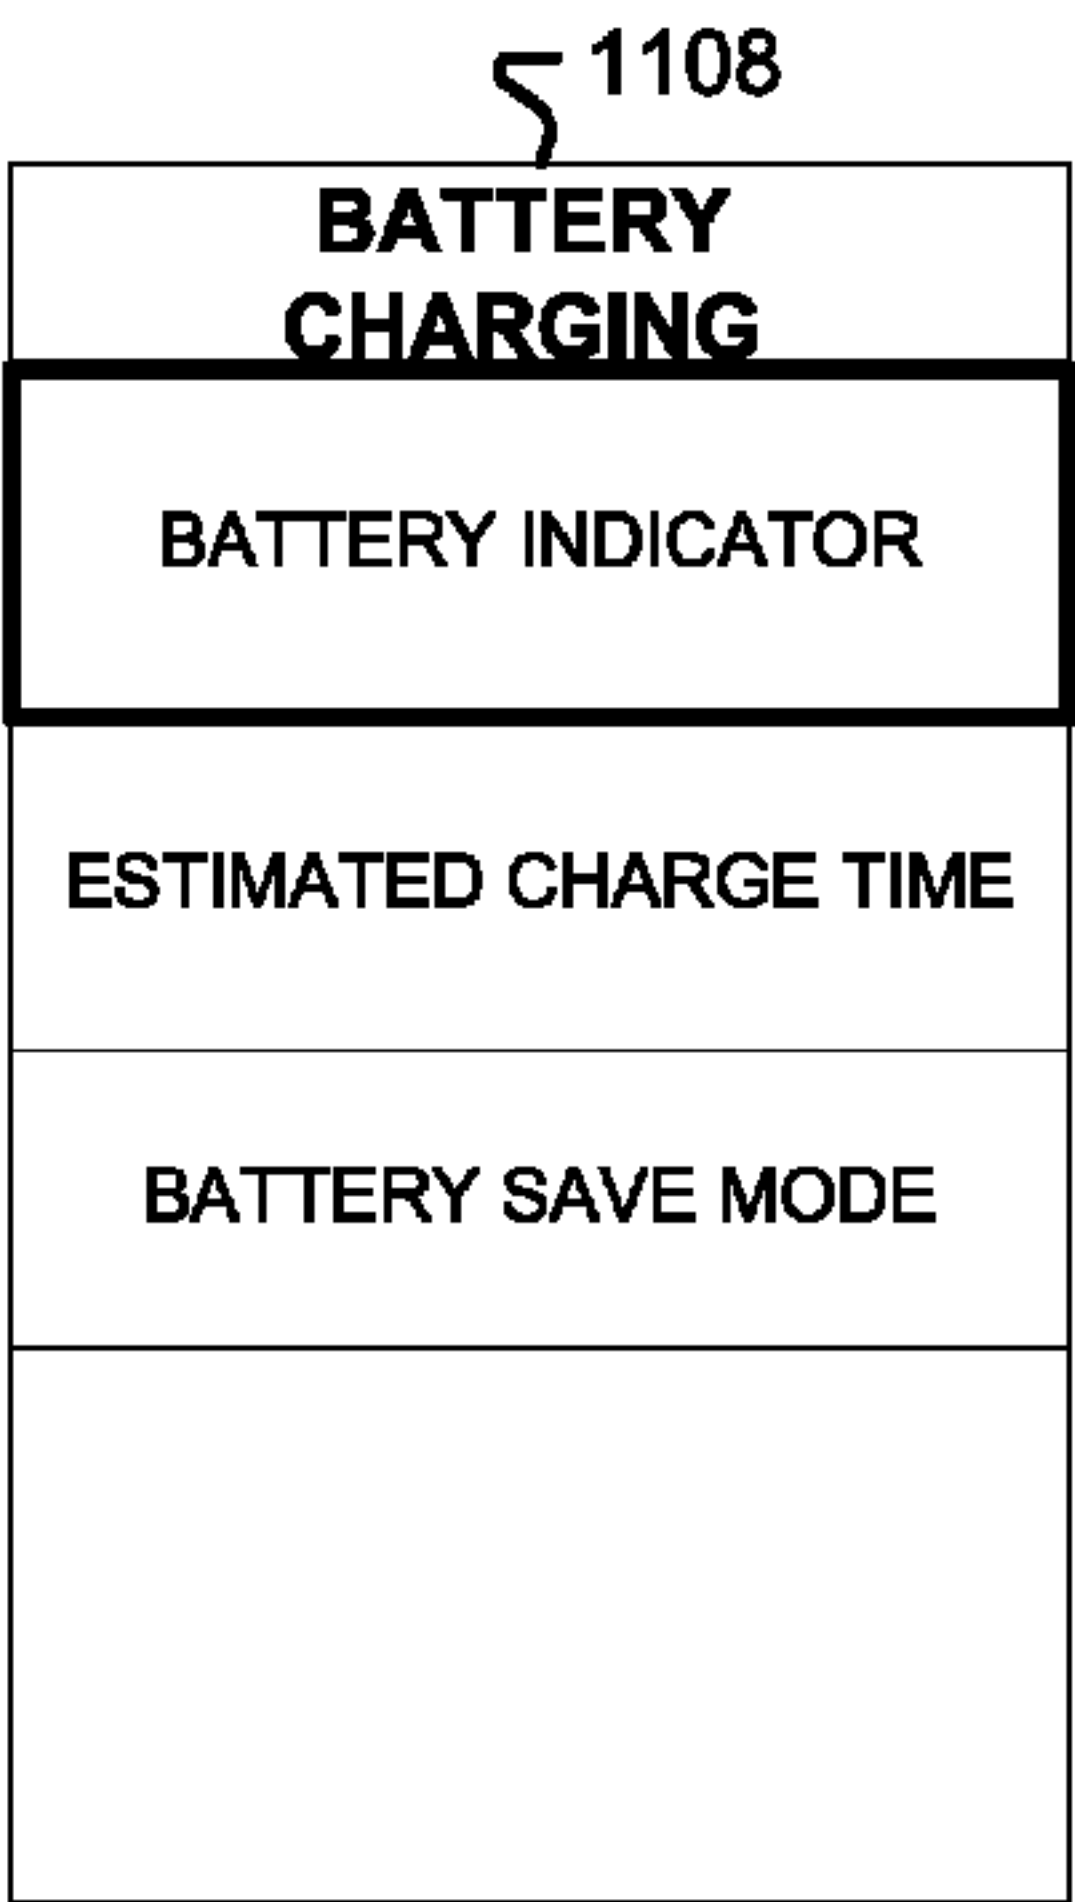 1108
BATTERY
CHARGING
BATTERY INDICATOR
ESTIMATED CHARGE TIME
BATTERY SAVE MODE